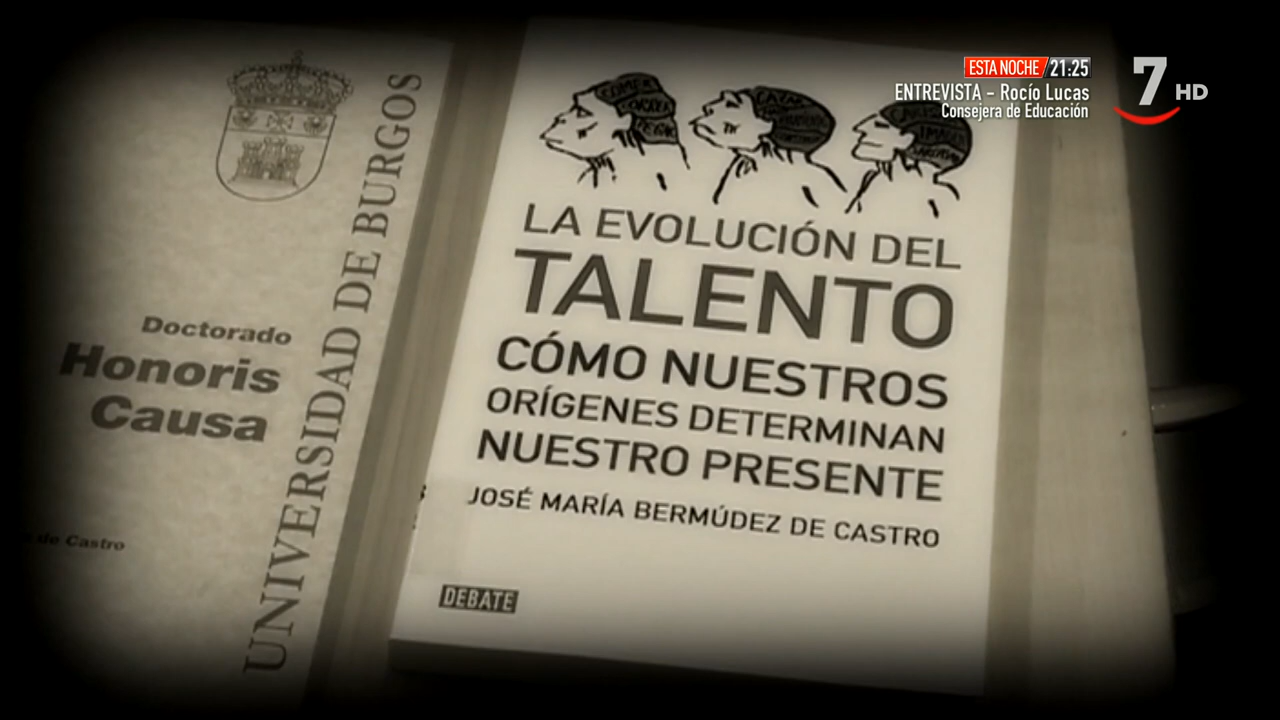 ESTA NOCHE 21:25
ENTREVISTA – Rocío Lucas
Consejera de Educación
7 HD
UNIVERSIDAD DE BURGOS
Doctorado
Honoris
Causa
de Castro
LA EVOLUCIÓN DEL
TALENTO
CÓMO NUESTROS
ORÍGENES DETERMINAN
NUESTRO PRESENTE
JOSÉ MARÍA BERMÚDEZ DE CASTRO
DEBATE